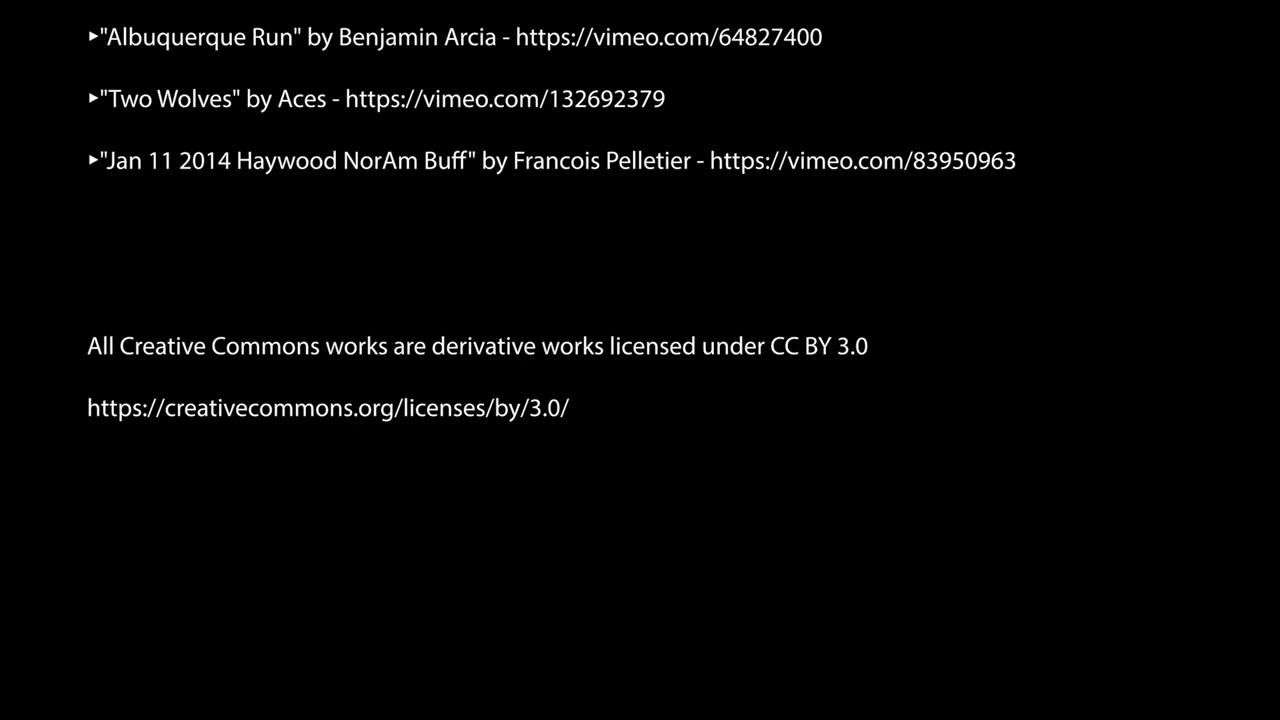 ▸"Albuquerque Run" by Benjamin Arcia - https://vimeo.com/64827400
▸"Two Wolves" by Aces - https://vimeo.com/132692379
▸"Jan 11 2014 Haywood NorAm Buff" by Francois Pelletier - https://vimeo.com/83950963
All Creative Commons works are derivative works licensed under CC BY 3.0
https://creativecommons.org/licenses/by/3.0/